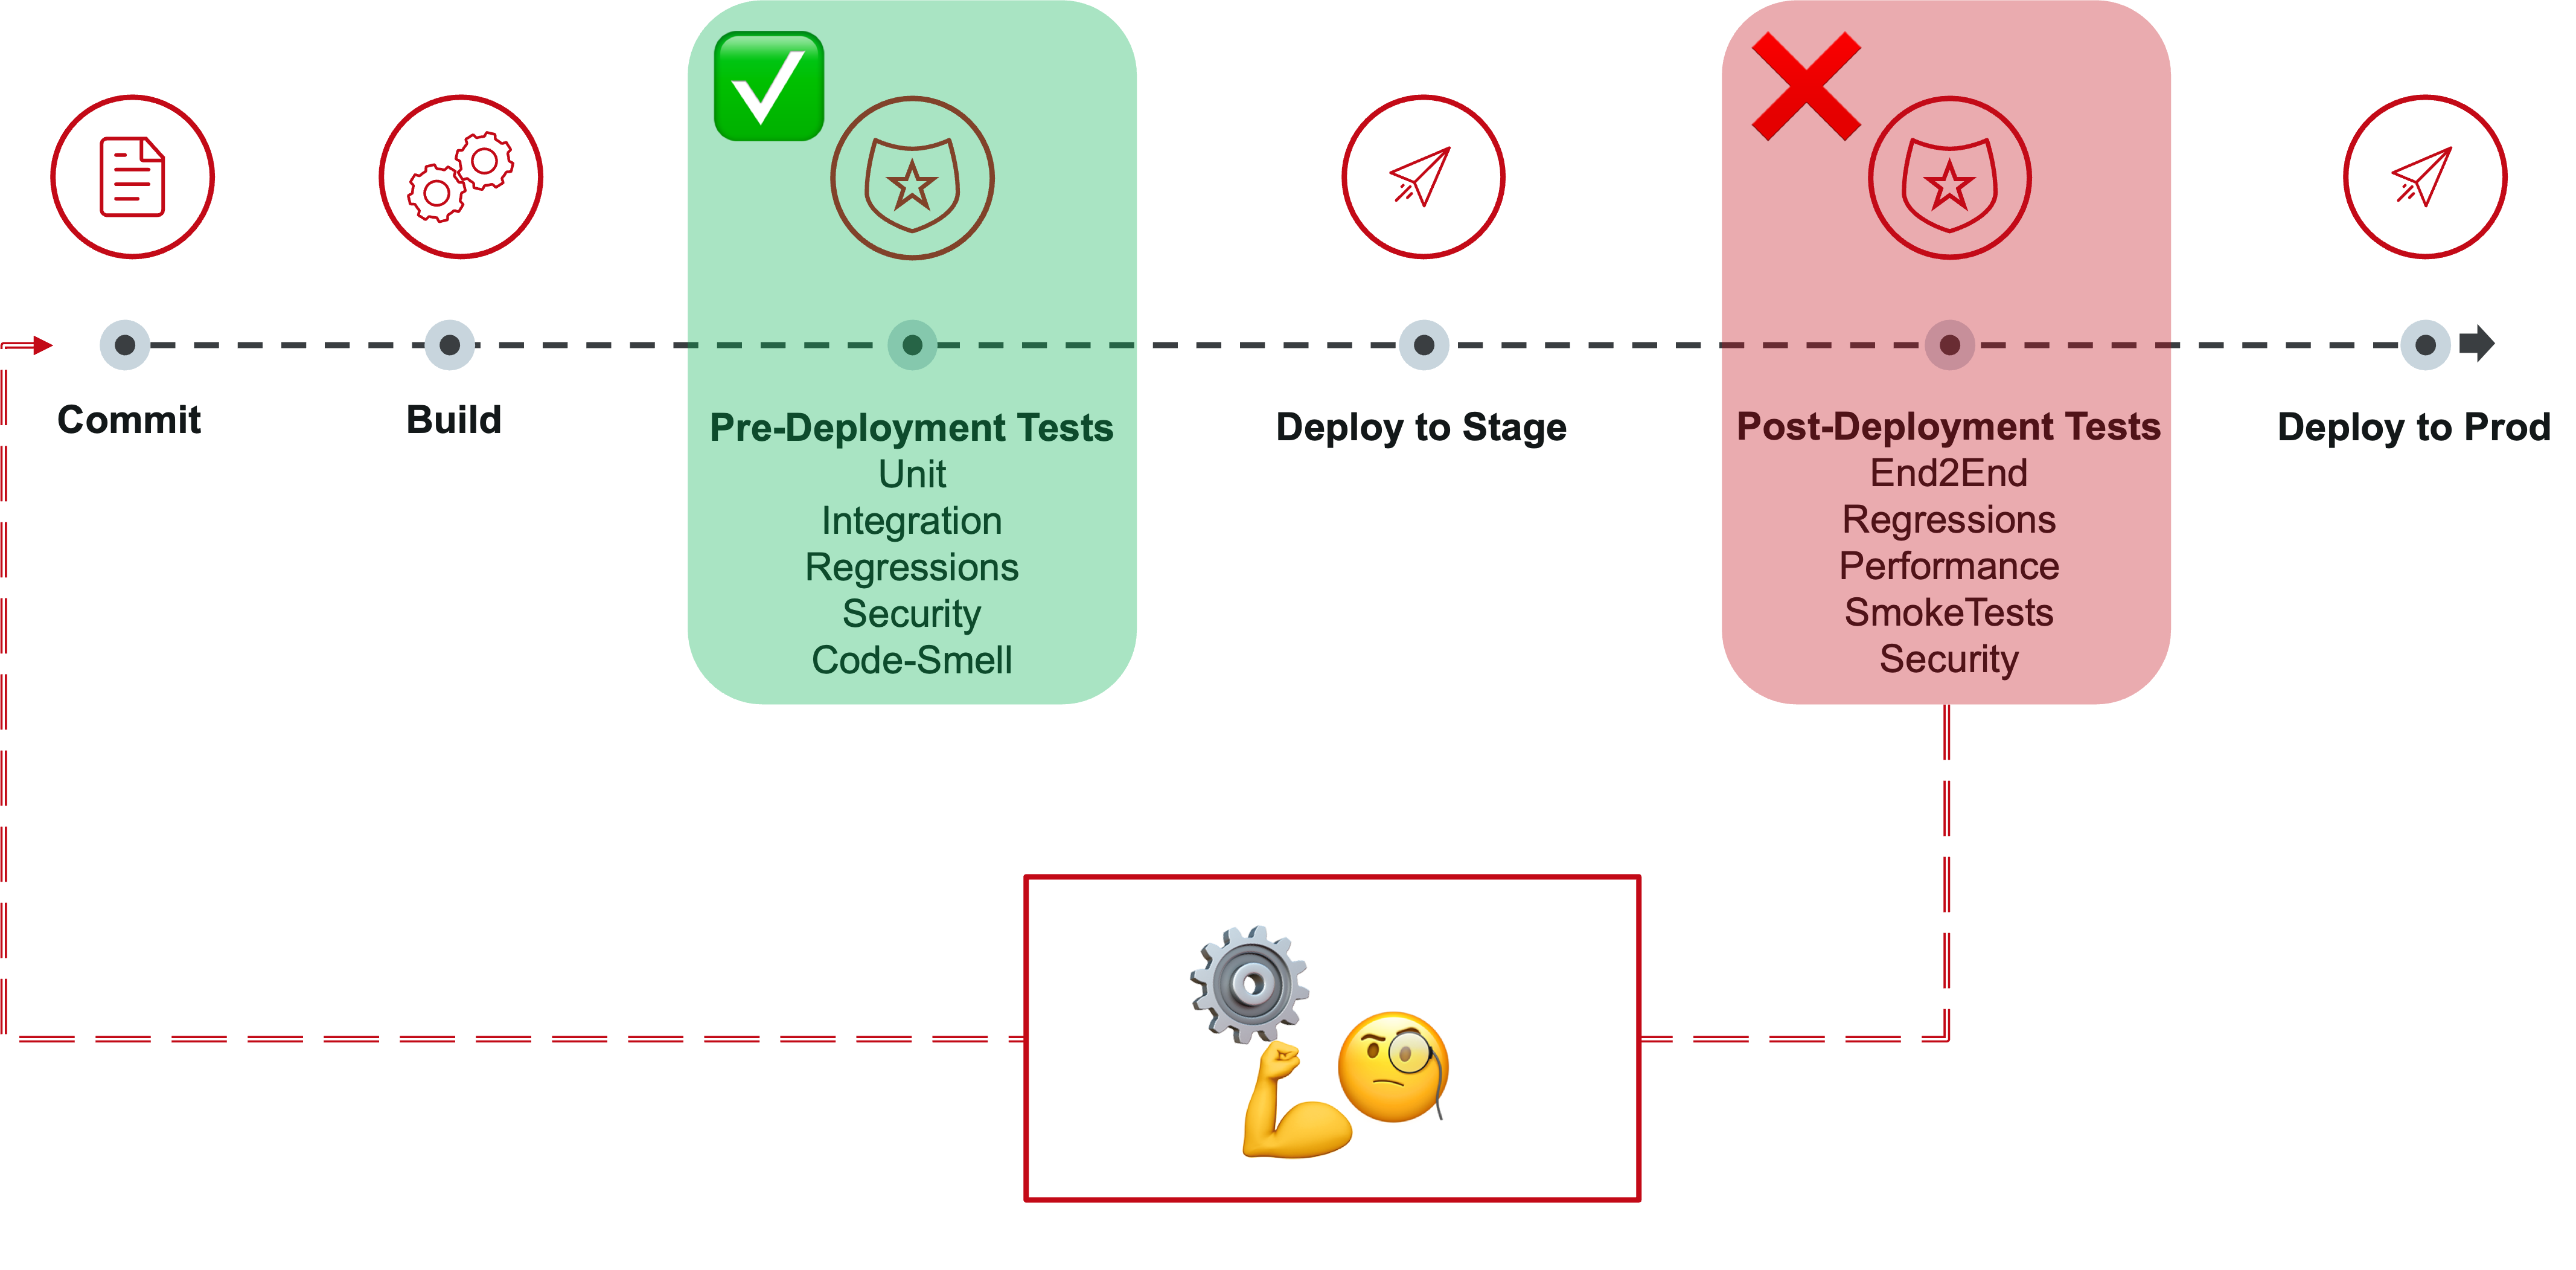 Commit
Build
Pre-Deployment Tests
Unit
Integration
Regressions
Security
Code-Smell
Deploy to Stage
Post-Deployment Tests
End2End
Regressions
Performance
SmokeTests
Security
Deploy to Prod